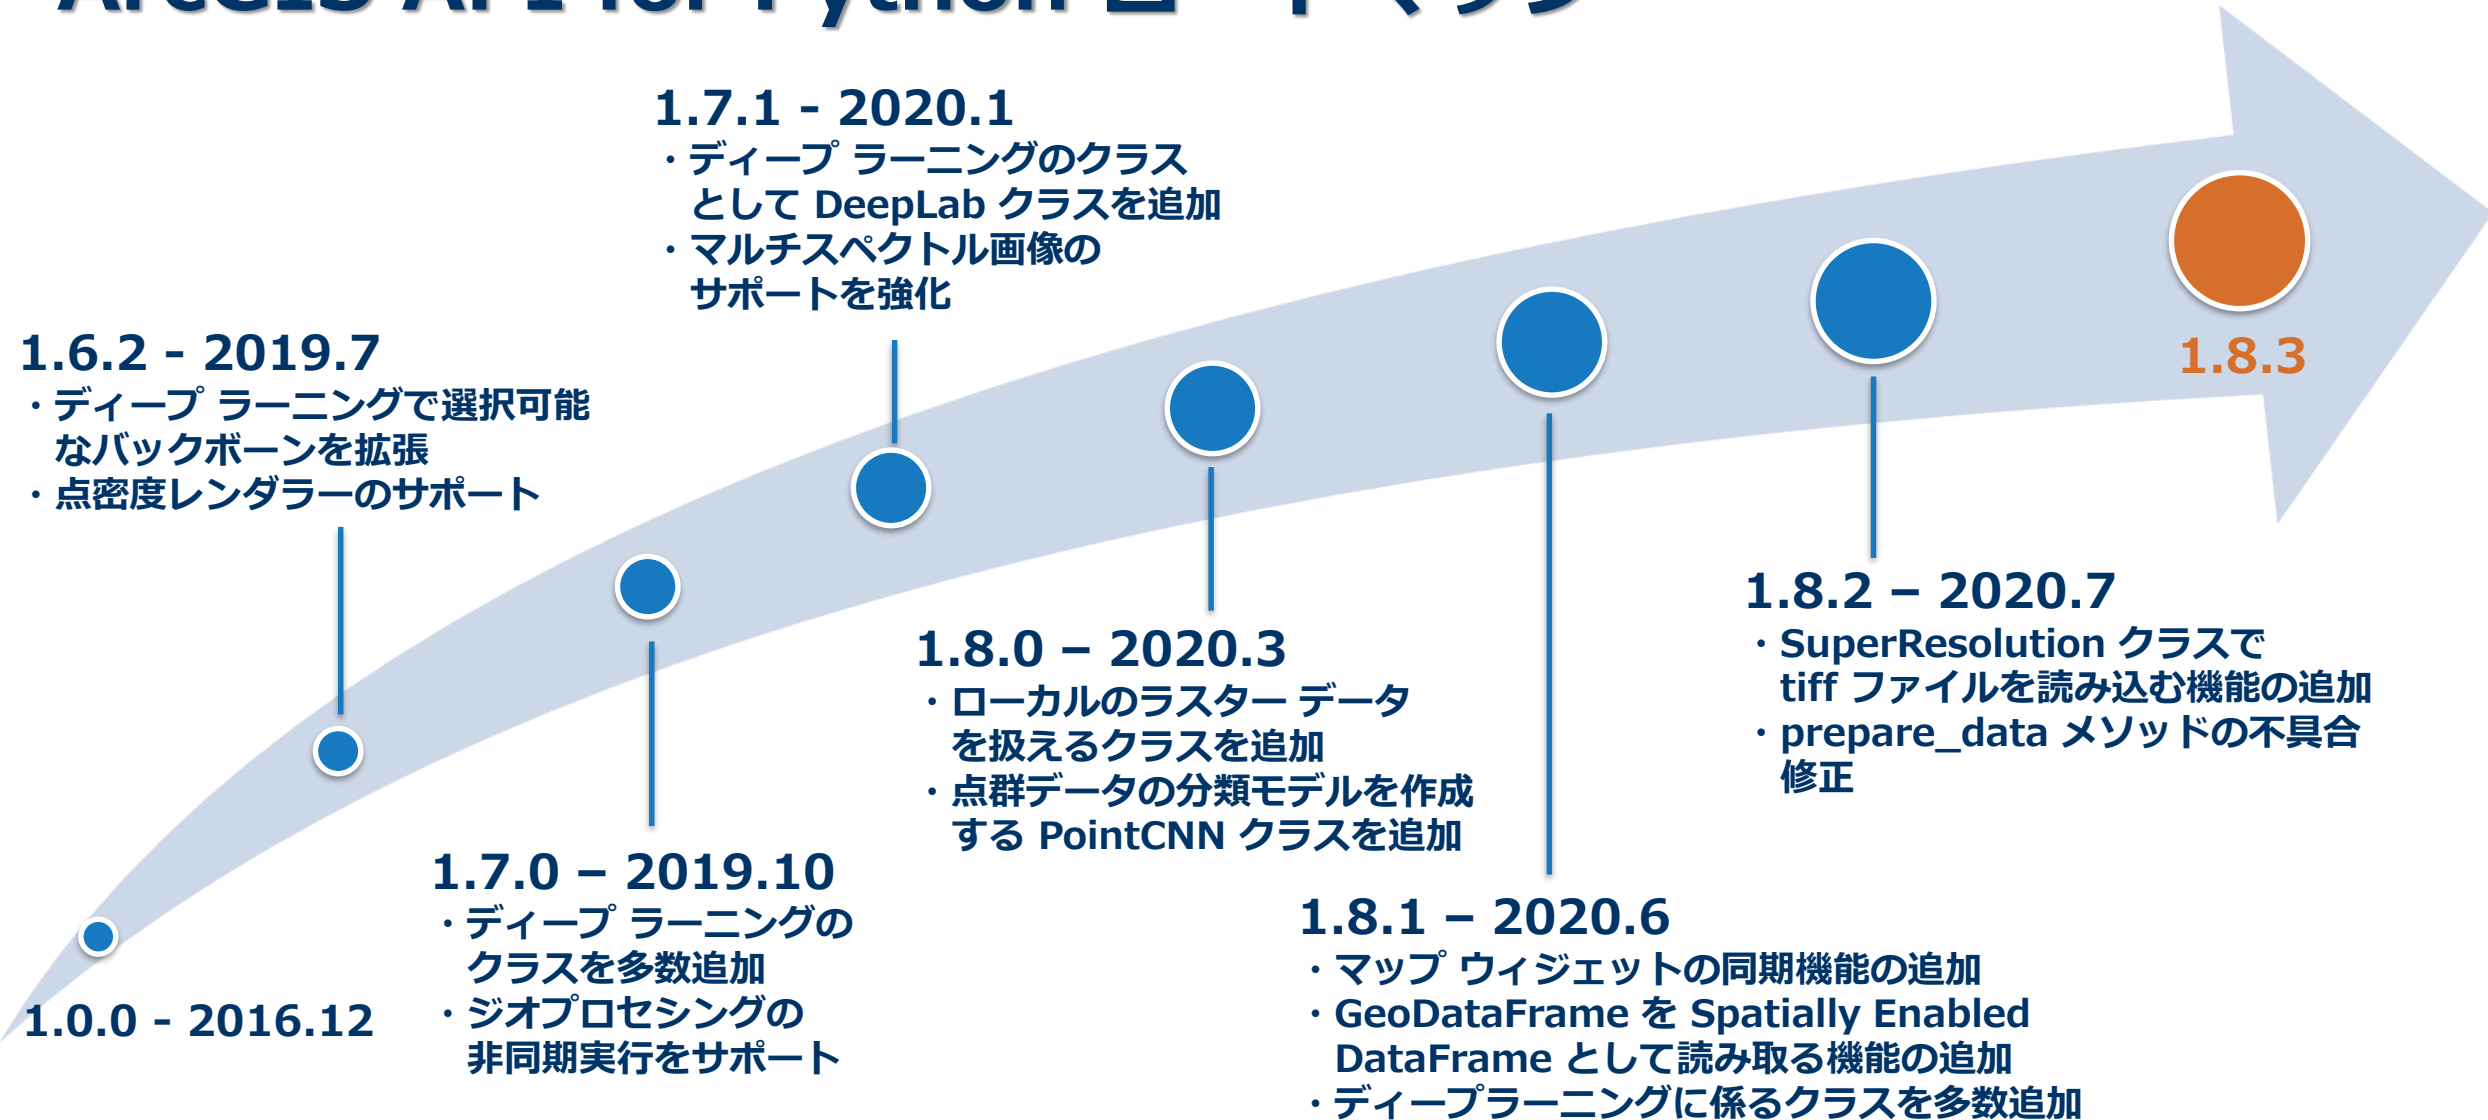 ArcGIS API for Python ロードマップ
1.7.1 - 2020.1
・ディープ ラーニングのクラス
として DeepLab クラスを追加
・マルチスペクトル画像の
サポートを強化
1.6.2 - 2019.7
・ディープ ラーニングで選択可能
なバックボーンを拡張
・点密度レンダラーのサポート
1.8.3
1.8.2 – 2020.7
・SuperResolution クラスで
tiff ファイルを読み込む機能の追加
・prepare_data メソッドの不具合
修正
1.8.0 – 2020.3
・ローカルのラスター データ
を扱えるクラスを追加
・点群データの分類モデルを作成
する PointCNN クラスを追加
1.7.0 – 2019.10
・ディープ ラーニングの
クラスを多数追加
・ジオプロセシングの
非同期実行をサポート
1.8.1 – 2020.6
・マップ ウィジェットの同期機能の追加
・GeoDataFrame を Spatially Enabled
DataFrame として読み取る機能の追加
・ディープラーニングに係るクラスを多数追加
1.0.0 - 2016.12